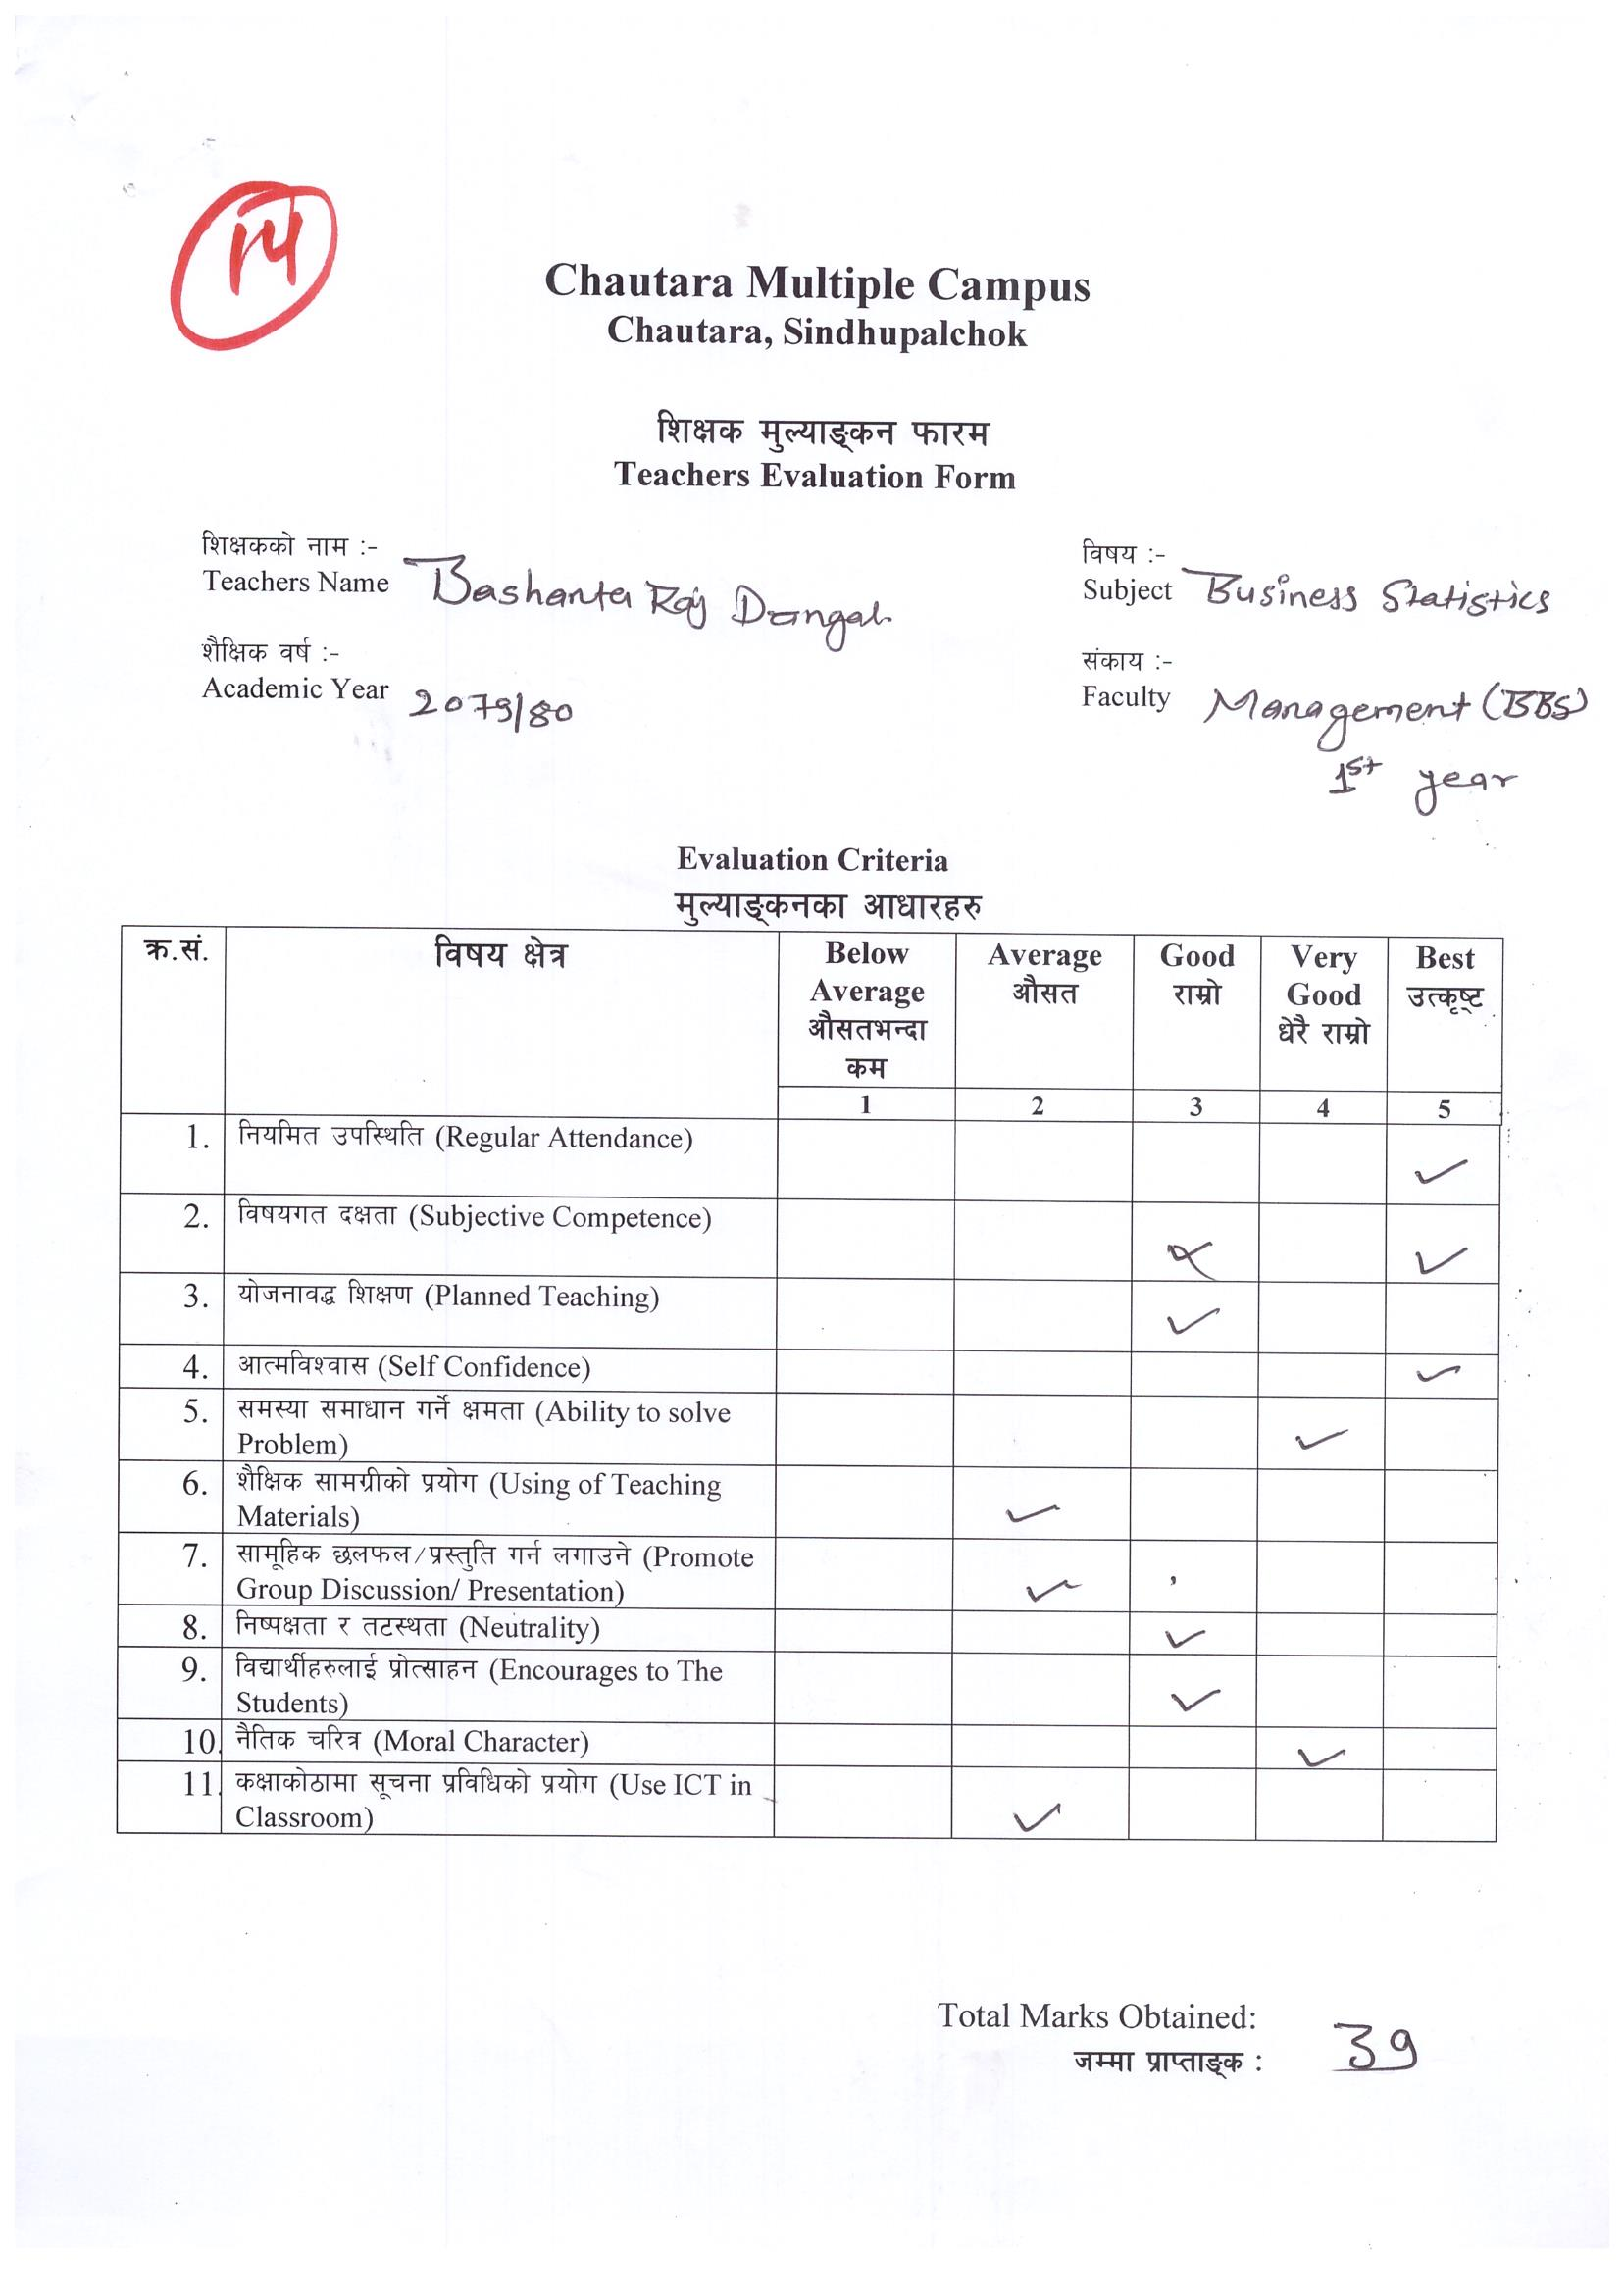 १५
Chautara Multiple Campus
Chautara, Sindhupalchok
शिक्षक मुल्याङ्कन फारम
Teachers Evaluation Form
शिक्षकको नाम :-
Teachers Name Bashanta Raj Dangal
विषय :-
Subject Business Statistics
शैक्षिक वर्ष :-
Academic Year 2079/80
संकाय :-
Faculty Management (BBS)
1st year
Evaluation Criteria
मुल्याङ्कनका आधारहरु
क्र.सं. विषय क्षेत्र Below Average औसतभन्दा कम Average औसत Good राम्रो Very Good धेरै राम्रो Best उत्कृष्ट
1 2 3 4 5
1. नियमित उपस्थिति (Regular Attendance) ✓
2. विषयगत दक्षता (Subjective Competence) ✓
3. योजनावद्ध शिक्षण (Planned Teaching) ✓
4. आत्मविश्वास (Self Confidence) ✓
5. समस्या समाधान गर्ने क्षमता (Ability to solve
Problem) ✓
6. शैक्षिक सामग्रीको प्रयोग (Using of Teaching
Materials) ✓
7. सामूहिक छलफल/प्रस्तुति गर्न लगाउने (Promote
Group Discussion/ Presentation) ✓
8. निष्पक्षता र तटस्थता (Neutrality) ✓
9. विद्यार्थीहरुलाई प्रोत्साहन (Encourages to The
Students) ✓
10. नैतिक चरित्र (Moral Character) ✓
11. कक्षाकोठामा सूचना प्रविधिको प्रयोग (Use ICT in
Classroom) ✓
Total Marks Obtained:
जम्मा प्राप्ताङ्क : 39